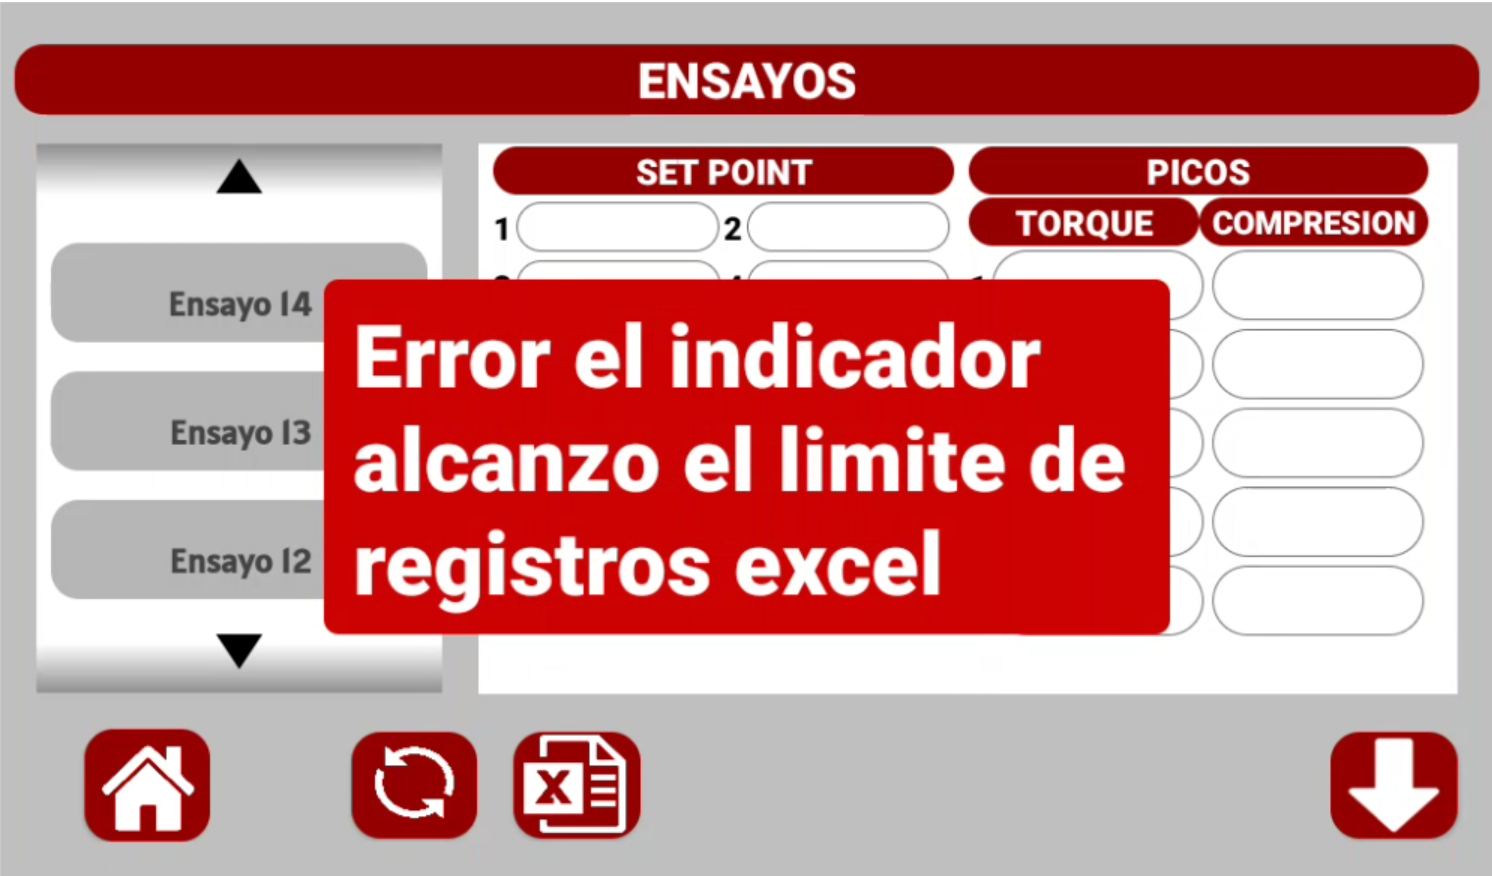 ENSAYOS
Ensayo 14
Ensayo 13
Ensayo 12
SET POINT
1 2
PICOS
TORQUE COMPRESION
Error el indicador
alcanzo el limite de
registros excel
X